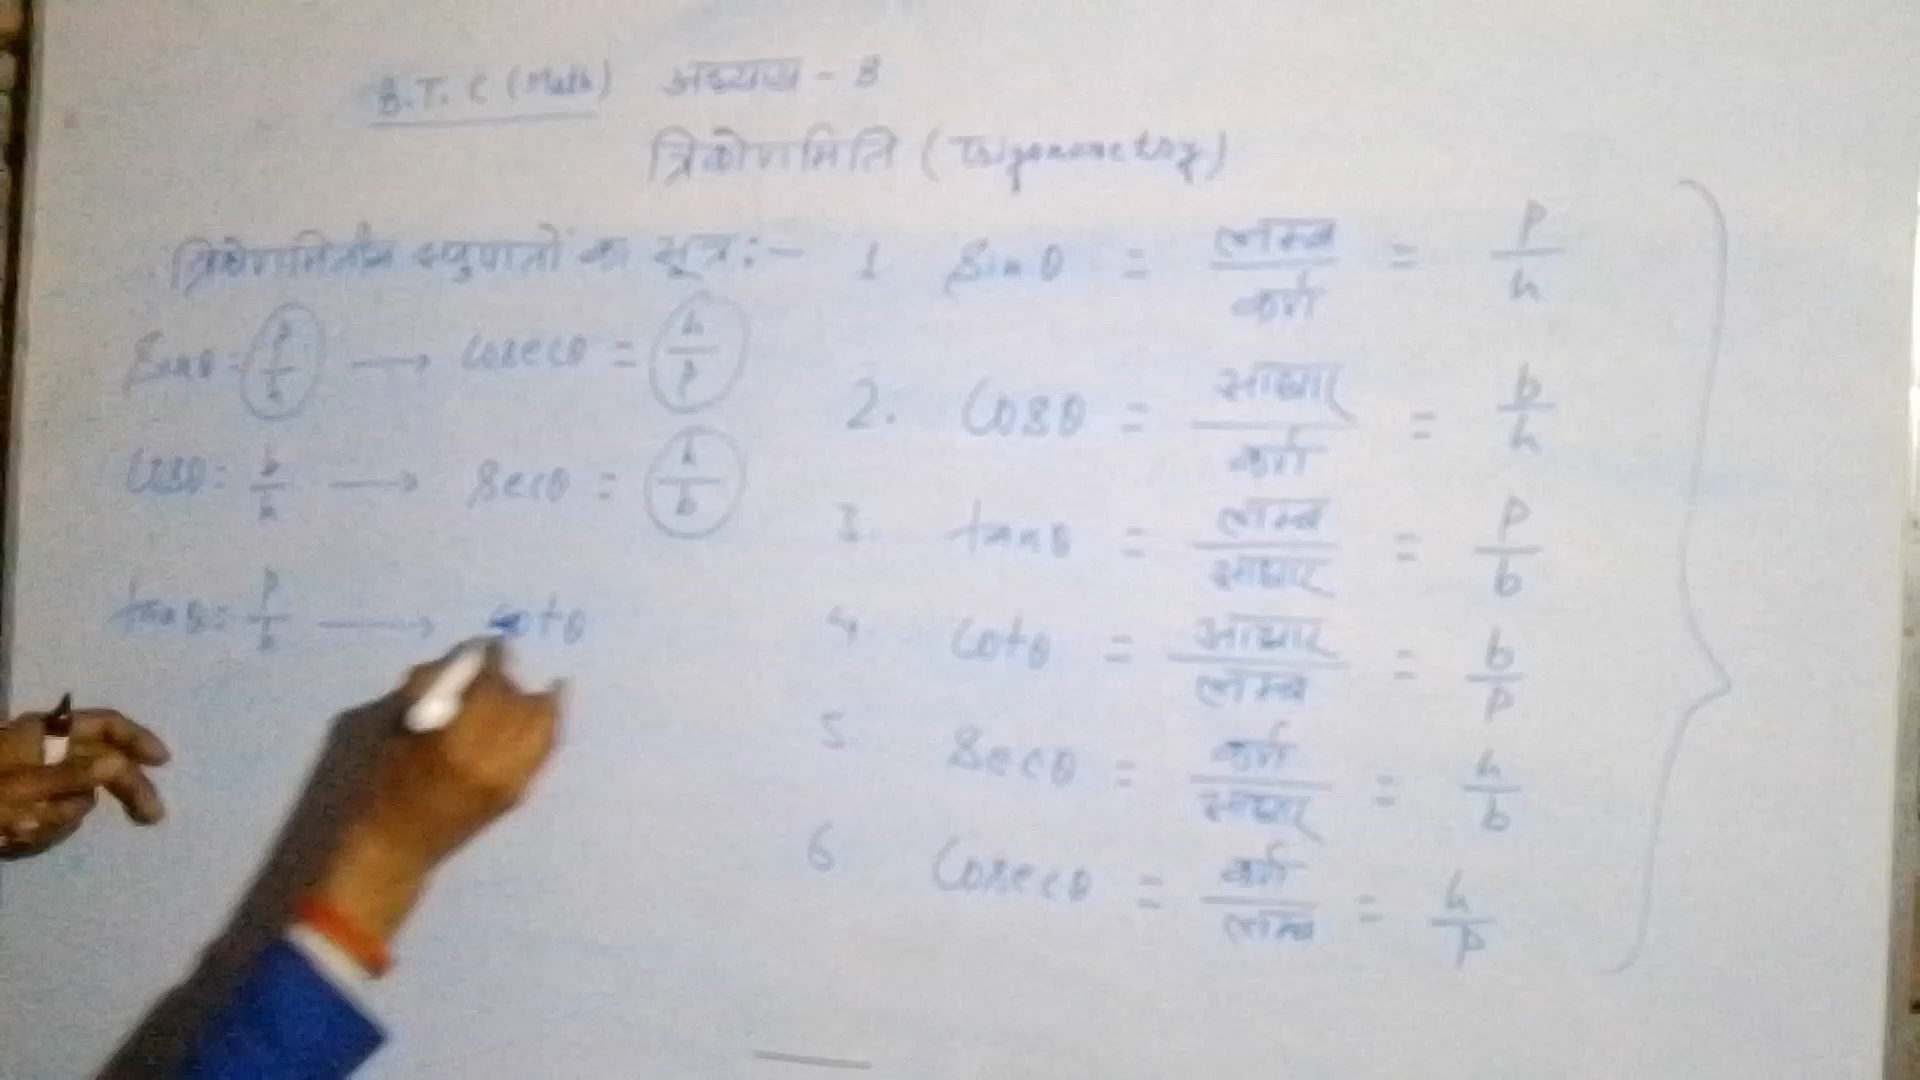 B.T.C (Math) अध्याय - 8
त्रिकोणमिति (Trigonometry)
त्रिकोणमितीय अनुपातों का सूत्र :-
sinθ = p/h → cosecθ = h/p
cosθ = b/h → secθ = h/b
tanθ = p/b → cotθ
1 sinθ = लम्ब/कर्ण = p/h
2. cosθ = आधार/कर्ण = b/h
3. tanθ = लम्ब/आधार = p/b
4. cotθ = आधार/लम्ब = b/p
5. secθ = कर्ण/आधार = h/b
6 cosecθ = कर्ण/लम्ब = h/p